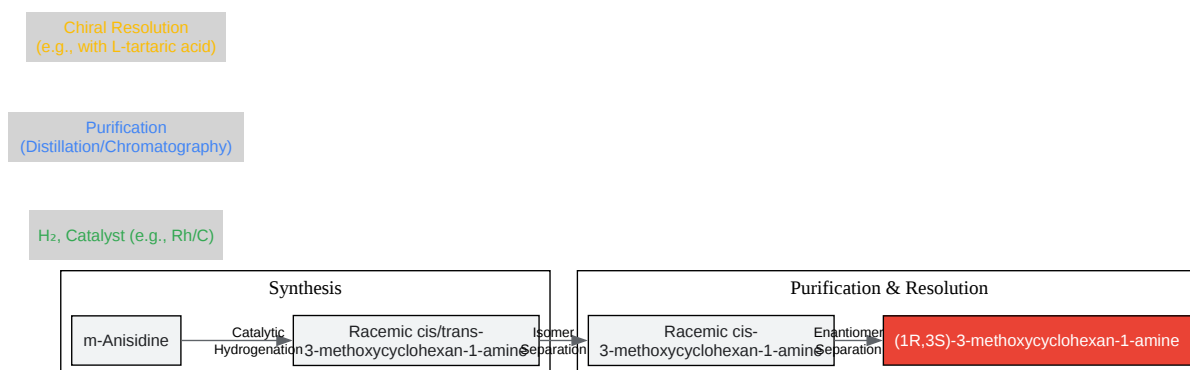 Chiral Resolution
(e.g., with L-tartaric acid)
Purification
(Distillation/Chromatography)
H₂, Catalyst (e.g., Rh/C)
Synthesis
m-Anisidine
Catalytic
Hydrogenation
Racemic cis/trans-
3-methoxycyclohexan-1-amine
Isomer
Separation
Purification & Resolution
Racemic cis-
3-methoxycyclohexan-1-amine
Enantiomer
Separation
(1R,3S)-3-methoxycyclohexan-1-amine